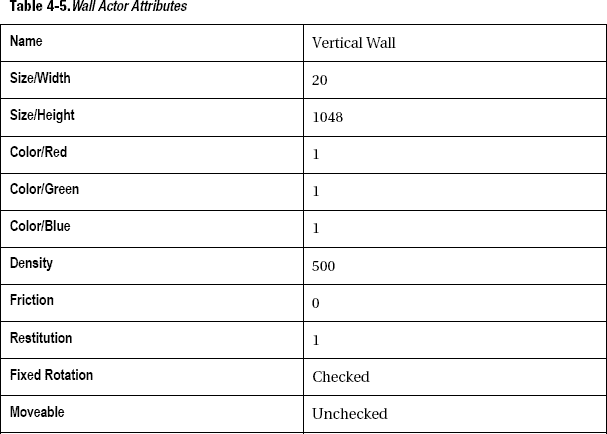 Table 4-5.Wall Actor Attributes
Name Vertical Wall
Size/Width 20
Size/Height 1048
Color/Red 1
Color/Green 1
Color/Blue 1
Density 500
Friction 0
Restitution 1
Fixed Rotation Checked
Moveable Unchecked